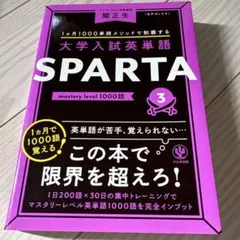 関正生
1ヵ月1000単語メソッドで制覇する
大学入試英単語
SPARTA
mastery level 1000語
3
1ヵ月で
1000語
覚える
英単語が苦手、覚えられない…
この本で
限界を超えろ!
1日200語×30日の集中トレーニングで
マスタリーレベル英単語1000語を完全インプット